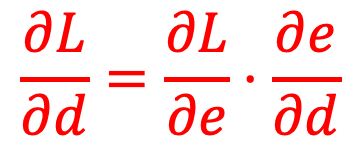 ∂L/∂d = ∂L/∂e · ∂e/∂d